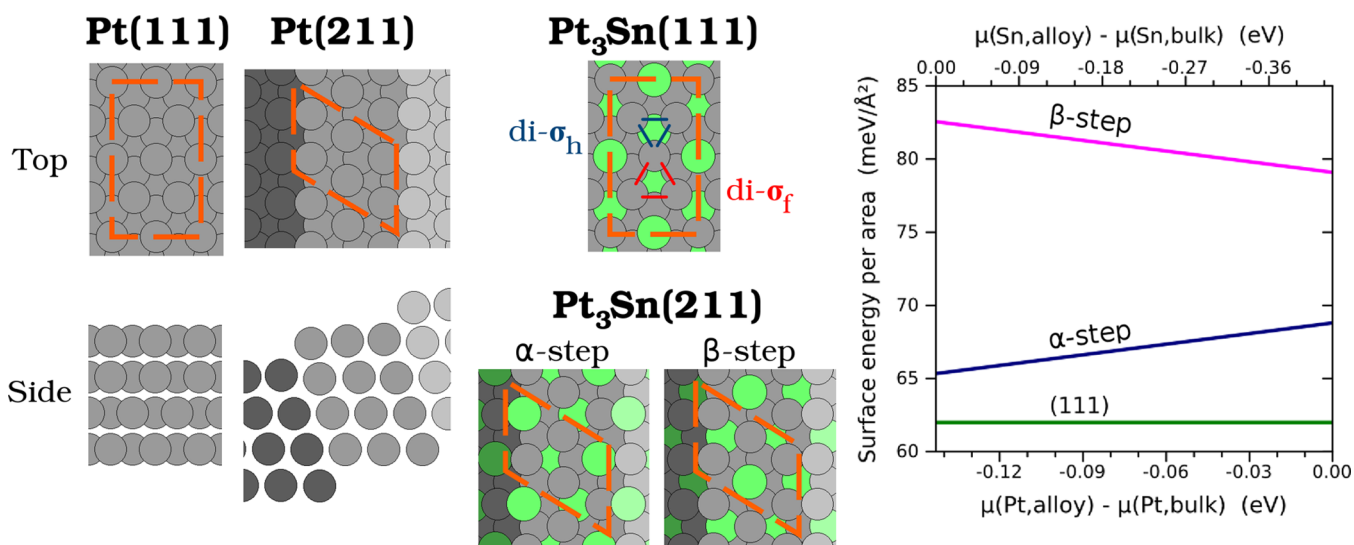 Pt(111)
Pt(211)
Pt₃Sn(111)
Top
di-σₕ
di-σf
Side
Pt₃Sn(211)
α-step
β-step
μ(Sn,alloy) - μ(Sn,bulk) (eV)
0.00 -0.09 -0.18 -0.27 -0.36
Surface energy per area (meV/Å²)
85
80
75
70
65
60
β-step
α-step
(111)
-0.12 -0.09 -0.06 -0.03 0.00
μ(Pt,alloy) - μ(Pt,bulk) (eV)